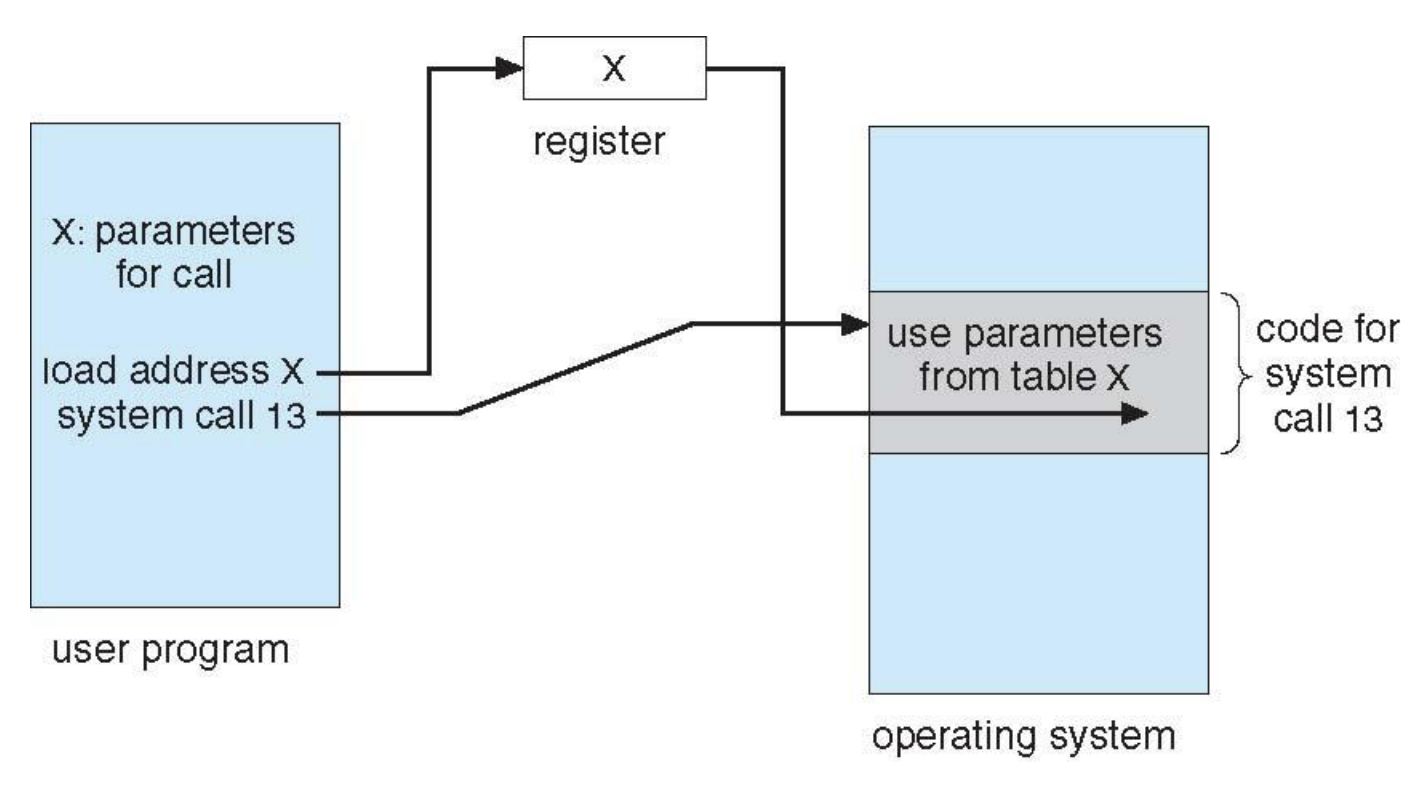 X
register
X: parameters
for call
load address X
system call 13
user program
use parameters
from table X
code for
system
call 13
operating system